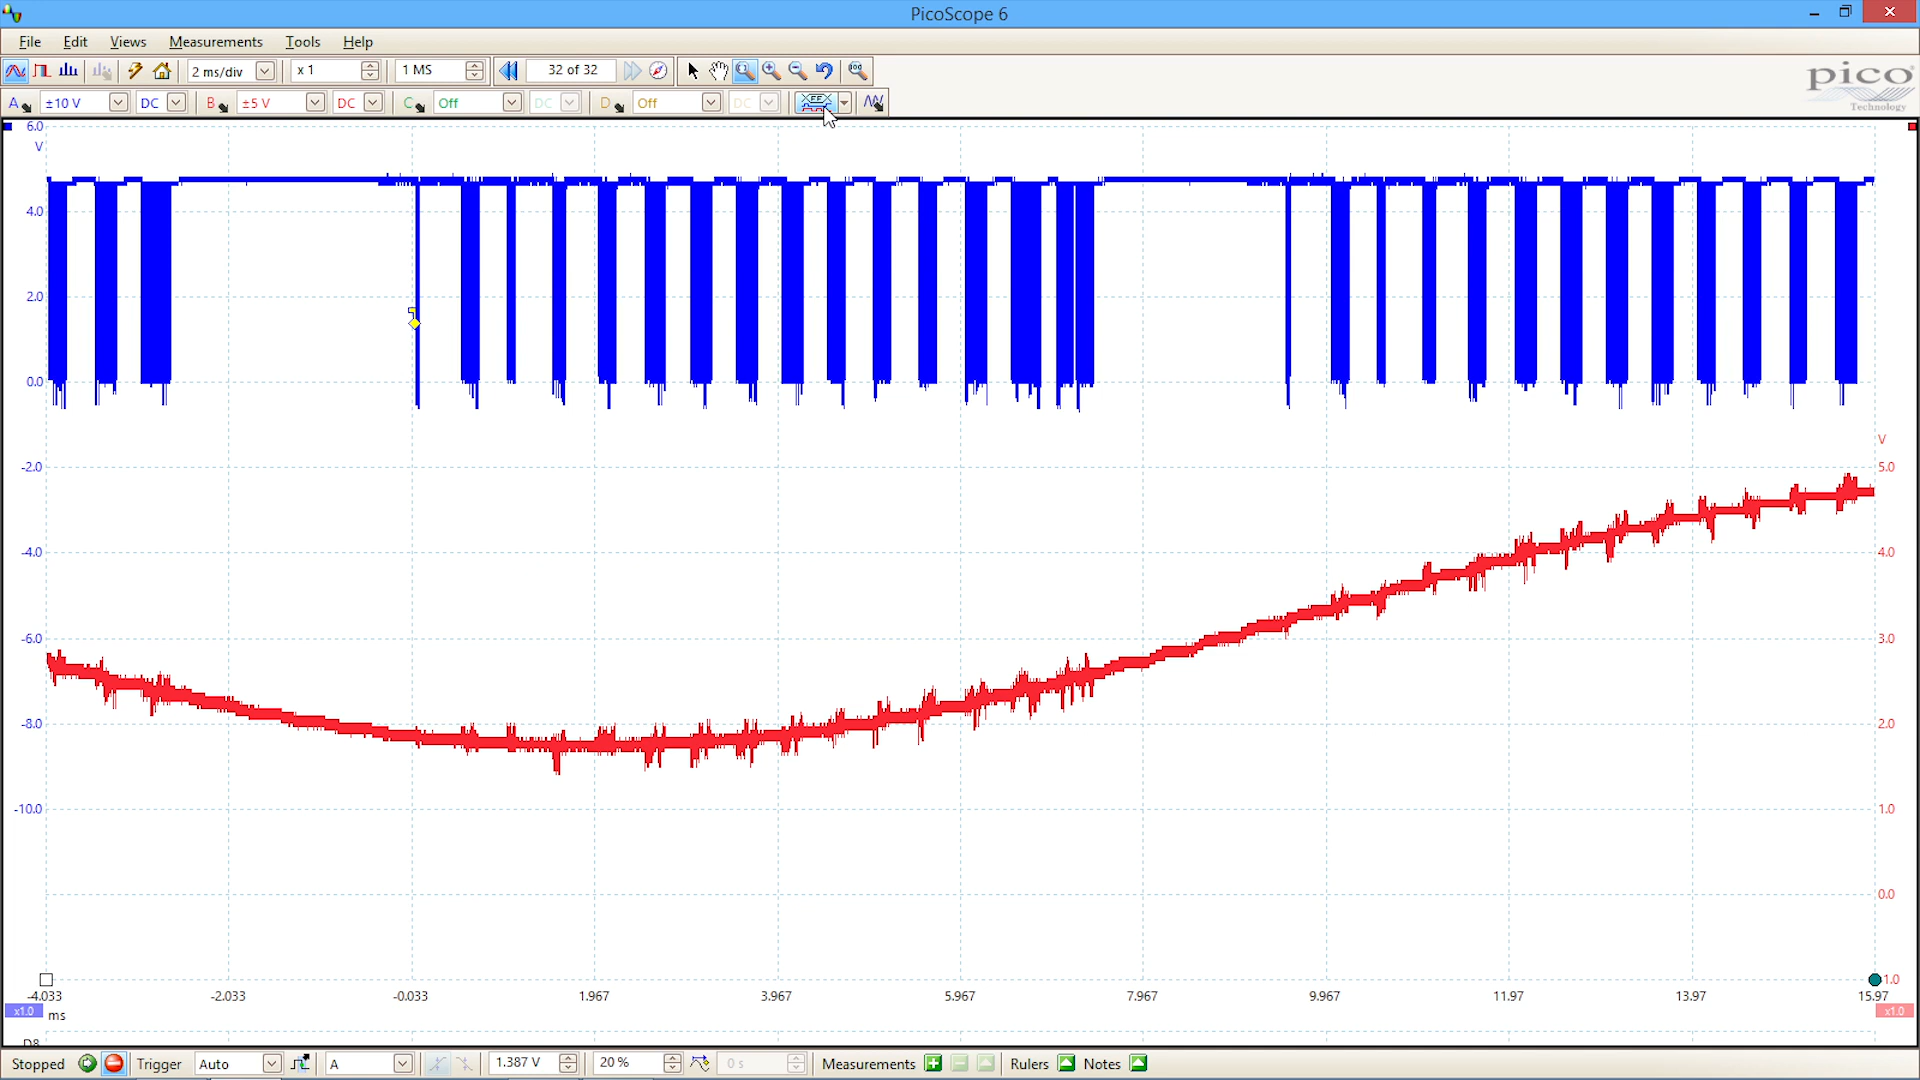 PicoScope 6
File Edit Views Measurements Tools Help
2 ms/div x 1 1 MS 32 of 32
pico
Technology
A ±10 V DC B ±5 V DC C Off DC D Off DC
6.0
V
4.0
2.0
0.0
-2.0
-4.0
-6.0
-8.0
-10.0
V
5.0
4.0
3.0
2.0
1.0
0.0
1.0
-4.033 -2.033 -0.033 1.967 3.967 5.967 7.967 9.967 11.97 13.97 15.97
x1.0 ms x1.0
Stopped Trigger Auto A 1.387 V 20 % 0 s Measurements Rulers Notes